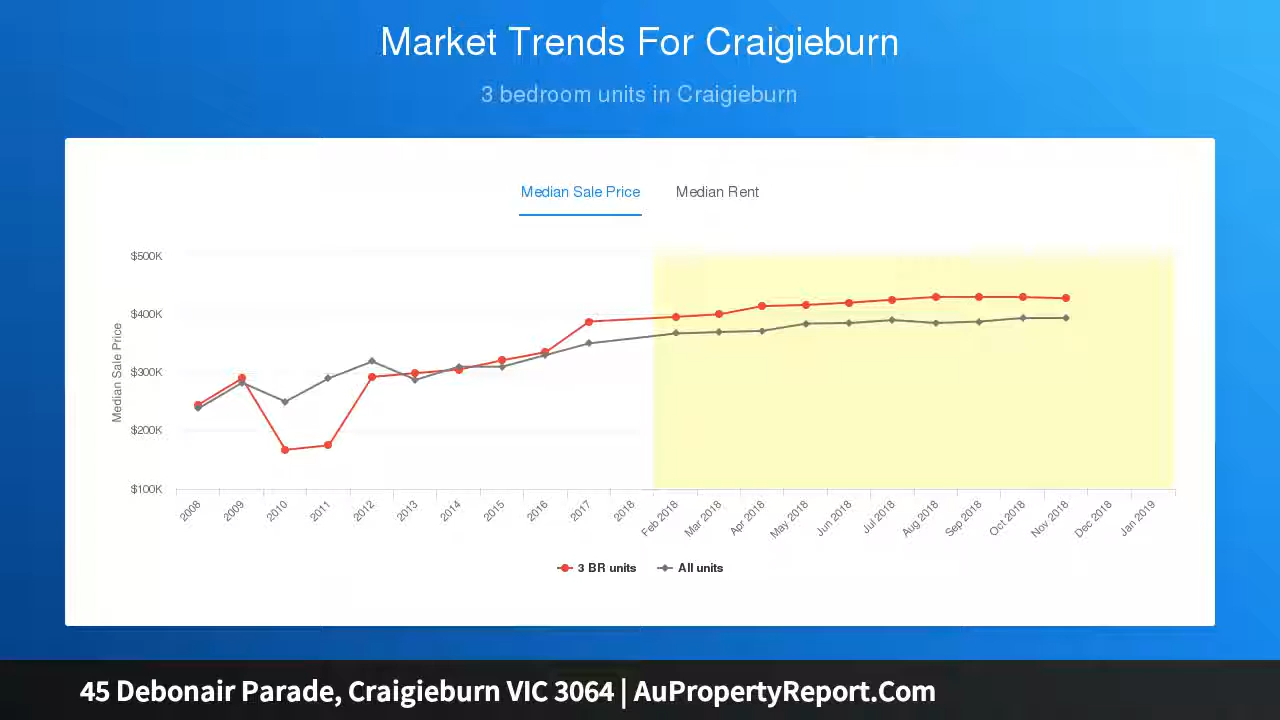 Market Trends For Craigieburn
3 bedroom units in Craigieburn
Median Sale Price Median Rent
Median Sale Price
$500K
$400K
$300K
$200K
$100K
2008 2009 2010 2011 2012 2013 2014 2015 2016 2017 2018 Feb 2018 Mar 2018 Apr 2018 May 2018 Jun 2018 Jul 2018 Aug 2018 Sep 2018 Oct 2018 Nov 2018 Dec 2018 Jan 2019
3 BR units All units
45 Debonair Parade, Craigieburn VIC 3064 | AuPropertyReport.Com